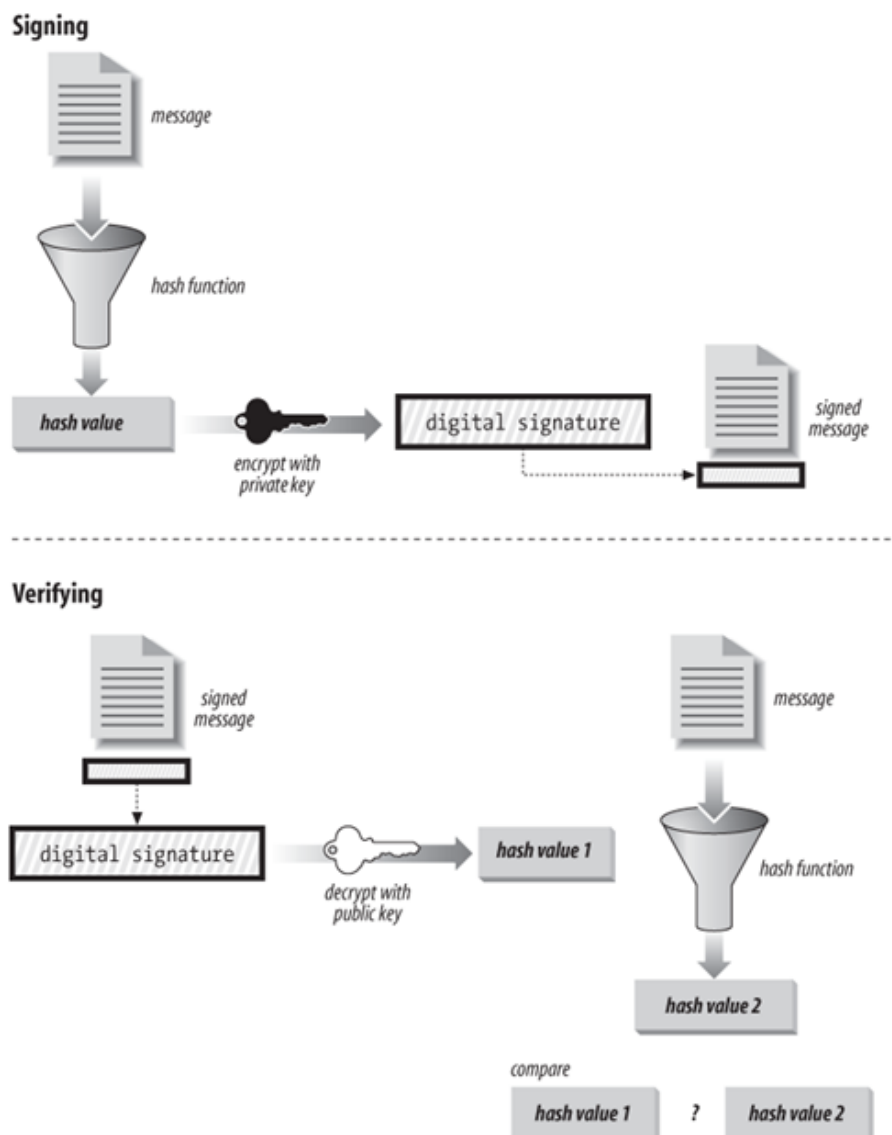 Signing
message
hash function
hash value
encrypt with
private key
digital signature
signed
message
Verifying
signed
message
digital signature
decrypt with
public key
hash value 1
message
hash function
hash value 2
compare
hash value 1 ? hash value 2